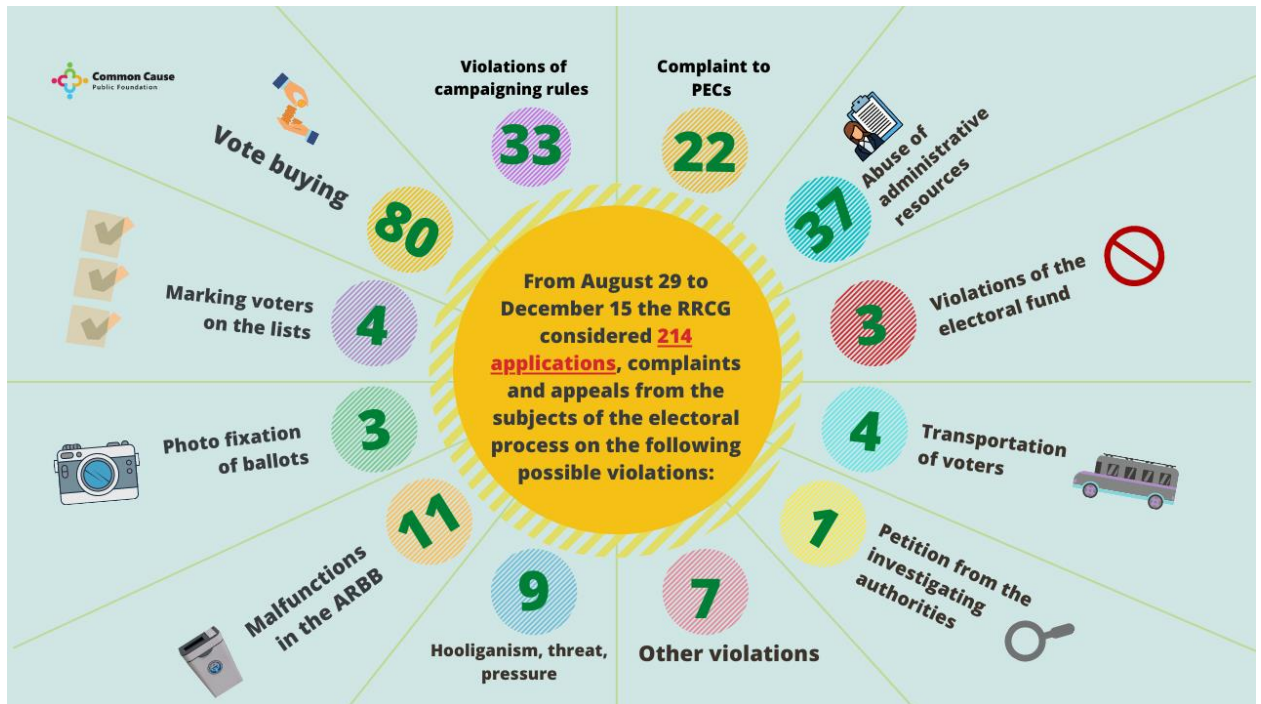 Common Cause
Public Foundation
Vote buying
80
Violations of
campaigning rules
33
Complaint to
PECs
22
Abuse of
administrative
resources
37
Violations of the
electoral fund
3
Transportation
of voters
4
Petition from the
investigating
authorities
1
Other violations
7
Hooliganism, threat,
pressure
9
Malfunctions
in the ARBB
11
Photo fixation
of ballots
3
Marking voters
on the lists
4
From August 29 to
December 15 the RRCG
considered 214
applications, complaints
and appeals from the
subjects of the electoral
process on the following
possible violations: